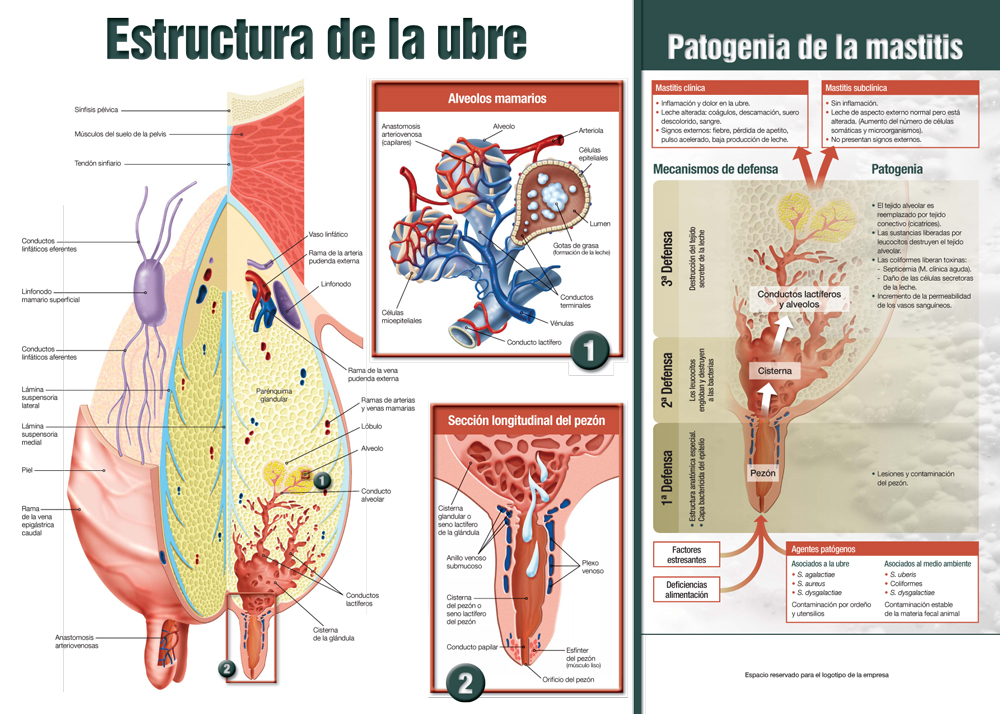 Estructura de la ubre
Sínfisis pélvica
Músculos del suelo de la pelvis
Tendón sinfiario
Conductos
linfáticos eferentes
Linfonodo
mamario superficial
Conductos
linfáticos aferentes
Lámina
suspensoria
lateral
Lámina
suspensoria
medial
Piel
Rama
de la vena
epigástrica
caudal
Anastomosis
arteriovenosas
Vaso linfático
Rama de la arteria
pudenda externa
Linfonodo
Rama de la vena
pudenda externa
Parénquima
glandular
Ramas de arterias
y venas mamarias
Lóbulo
Alveolo
1
Conducto
alveolar
Conductos
lactíferos
Cisterna
de la glándula
2
Alveolos mamarios
Anastomosis
arteriovenosa
(capilares)
Alveolo
Arteriola
Células
epiteliales
Lumen
Gotas de grasa
(formación de la leche)
Células
mioepiteliales
Conductos
terminales
Vénulas
Conducto lactífero
1
Sección longitudinal del pezón
Cisterna
glandular o
seno lactífero
de la glándula
Anillo venoso
submucoso
Plexo
venoso
Cisterna
del pezón o
seno lactífero
del pezón
Conducto papilar
Esfínter
del pezón
(músculo liso)
Orificio del pezón
2
Patogenia de la mastitis
Mastitis clínica
• Inflamación y dolor en la ubre.
• Leche alterada: coágulos, descamación, suero
descolorido, sangre.
• Signos externos: fiebre, pérdida de apetito,
pulso acelerado, baja producción de leche.
Mastitis subclínica
• Sin inflamación.
• Leche de aspecto externo normal pero está
alterada. (Aumento del número de células
somáticas y microorganismos).
• No presentan signos externos.
Mecanismos de defensa
Patogenia
3ª Defensa
Destrucción del tejido
secretor de la leche
Conductos lactíferos
y alveolos
• El tejido alveolar es
reemplazado por tejido
conectivo (cicatrices).
• Las sustancias liberadas por
leucocitos destruyen el tejido
alveolar.
• Las coliformes liberan toxinas:
- Septicemia (M. clínica aguda).
- Daño de las células secretoras
de la leche.
• Incremento de la permeabilidad
de los vasos sanguíneos.
2ª Defensa
Los leucocitos
engloban y destruyen
a las bacterias
Cisterna
1ª Defensa
• Estructura anatómica especial.
• Capa bactericida del epitelio
Pezón
• Lesiones y contaminación
del pezón.
Factores
estresantes
Deficiencias
alimentación
Agentes patógenos
Asociados a la ubre
• S. agalactiae
• S. aureus
• S. dysgalactiae
Contaminación por ordeño
y utensilios
Asociados al medio ambiente
• S. uberis
• Coliformes
• S. dysgalactiae
Contaminación estable
de la materia fecal animal
Espacio reservado para el logotipo de la empresa